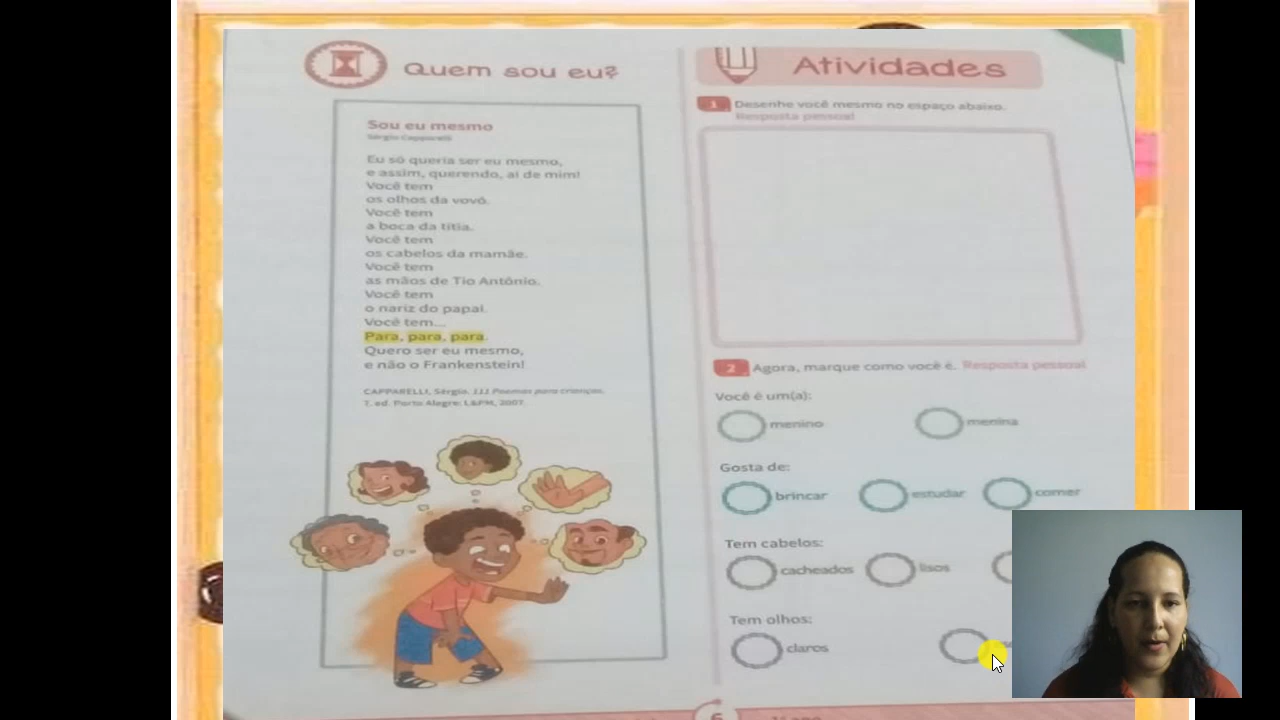 Quem sou eu?
Sou eu mesmo
Sérgio Capparelli
Eu só queria ser eu mesmo,
e assim, querendo, ai de mim!
Você tem
os olhos da vovó.
Você tem
a boca da titia.
Você tem
os cabelos da mamãe.
Você tem
as mãos de Tio Antônio.
Você tem
o nariz do papai.
Você tem...
Para, para, para.
Quero ser eu mesmo,
e não o Frankenstein!
CAPPARELLI, Sérgio. 111 Poemas para crianças.
7. ed. Porto Alegre: L&PM, 2007.
Atividades
1 Desenhe você mesmo no espaço abaixo.
Resposta pessoal
2 Agora, marque como você é. Resposta pessoal
Você é um(a):
menino menina
Gosta de:
brincar estudar comer
Tem cabelos:
cacheados lisos
Tem olhos:
claros
6